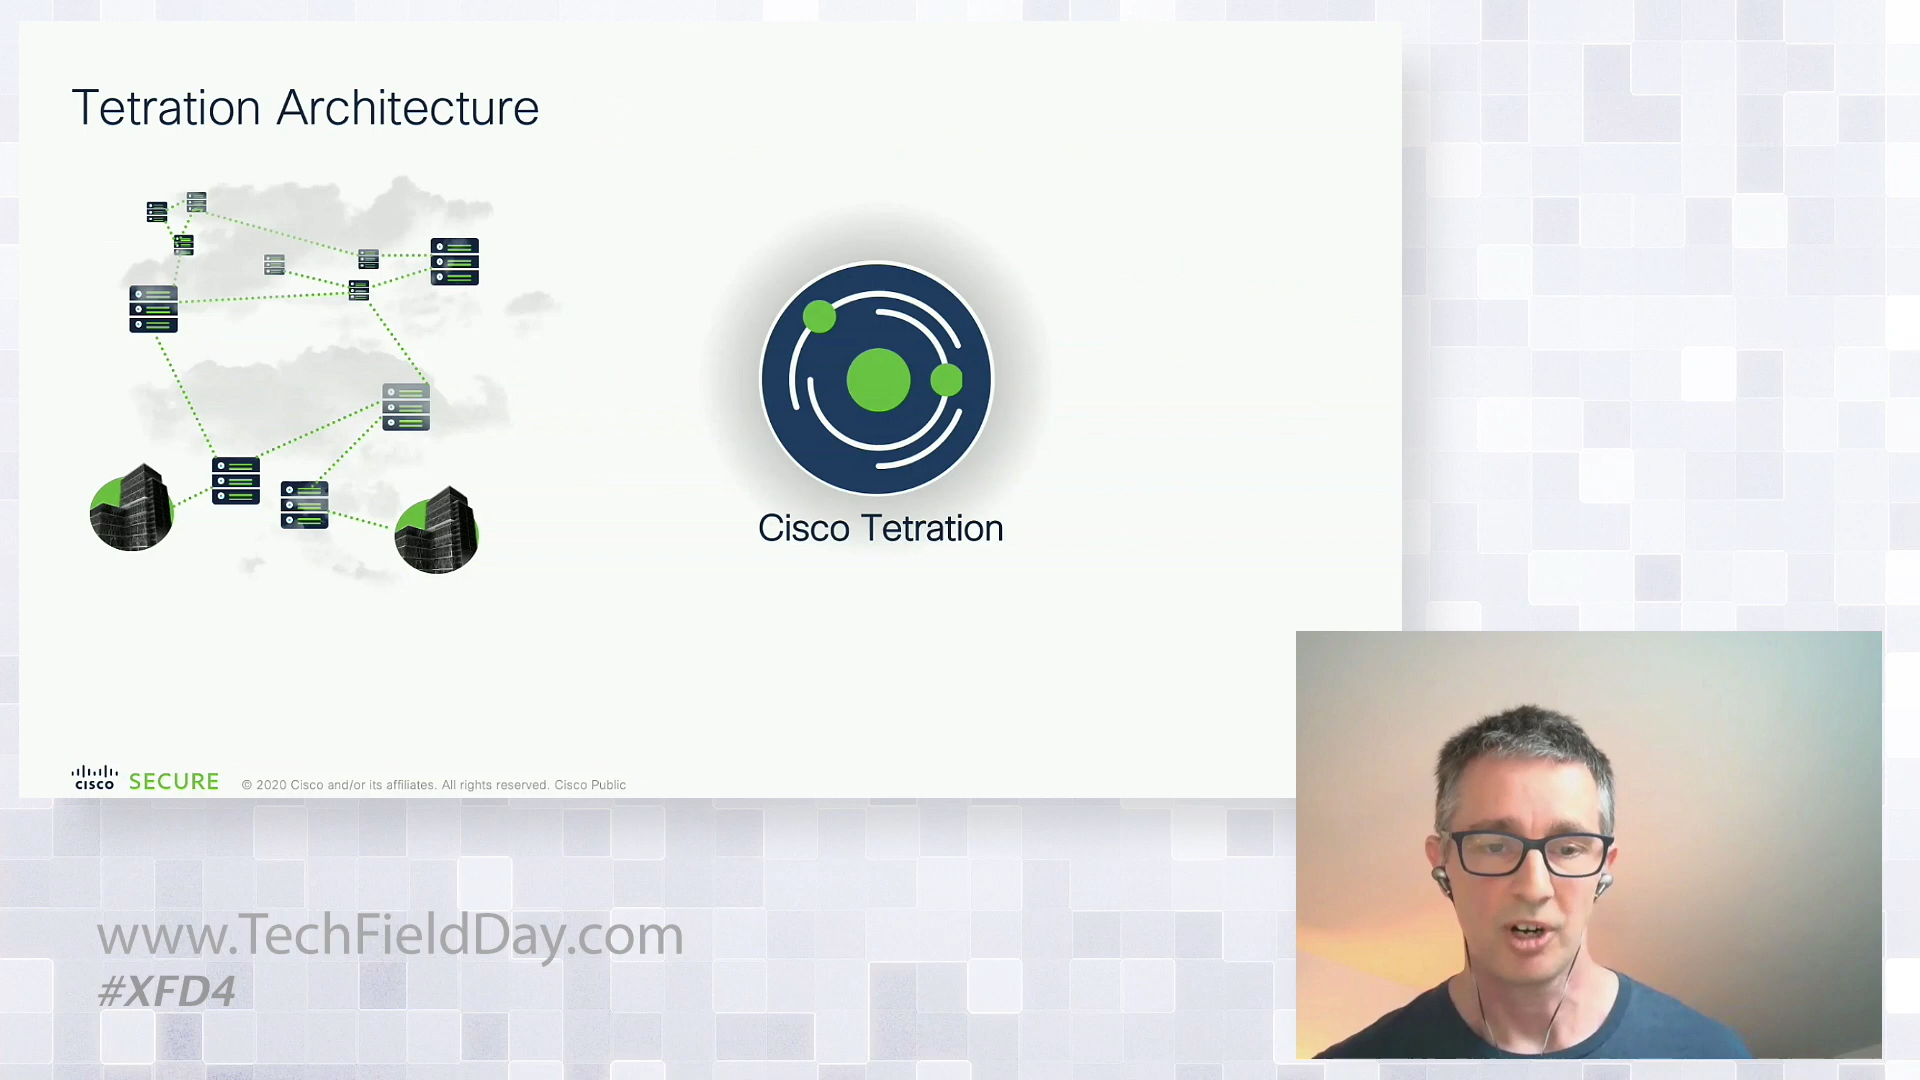 Tetration Architecture
Cisco Tetration
CISCO SECURE © 2020 Cisco and/or its affiliates. All rights reserved. Cisco Public
www.TechFieldDay.com
#XFD4